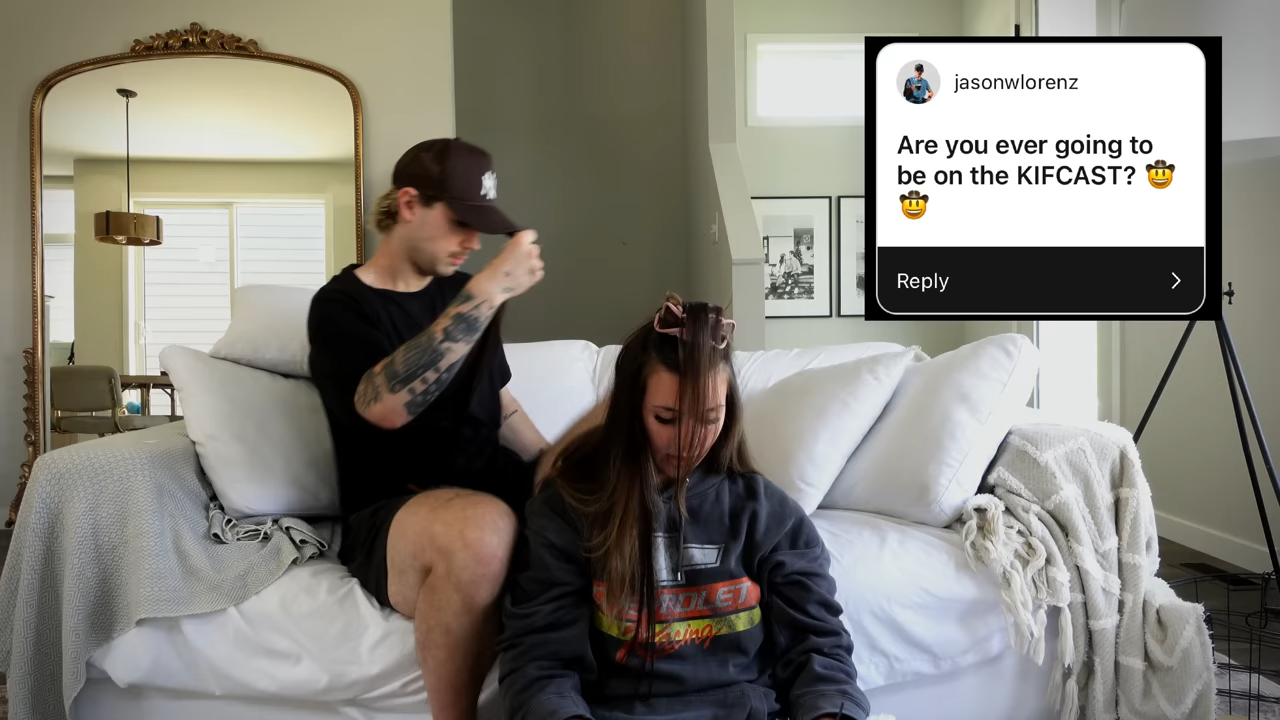 jasonwlorenz
Are you ever going to
be on the KIFCAST? 🤠
🤠
Reply
CHEVROLET
Racing